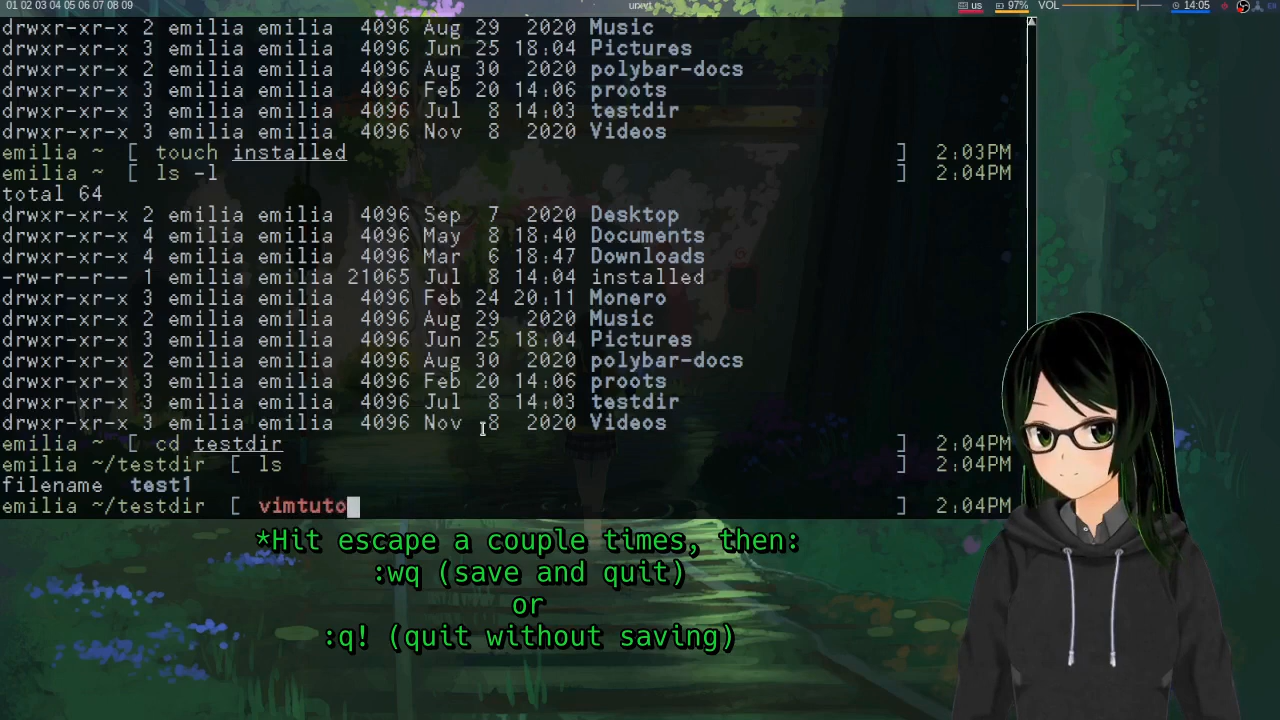 01 02 03 04 05 06 07 08 09 urxvt us 97% VOL 14:05
drwxr-xr-x 2 emilia emilia 4096 Aug 29 2020 Music
drwxr-xr-x 3 emilia emilia 4096 Jun 25 18:04 Pictures
drwxr-xr-x 2 emilia emilia 4096 Aug 30 2020 polybar-docs
drwxr-xr-x 3 emilia emilia 4096 Feb 20 14:06 proots
drwxr-xr-x 3 emilia emilia 4096 Jul 8 14:03 testdir
drwxr-xr-x 3 emilia emilia 4096 Nov 8 2020 Videos
emilia ~ [ touch installed ] 2:03PM
emilia ~ [ ls -l ] 2:04PM
total 64
drwxr-xr-x 2 emilia emilia 4096 Sep 7 2020 Desktop
drwxr-xr-x 4 emilia emilia 4096 May 8 18:40 Documents
drwxr-xr-x 4 emilia emilia 4096 Mar 6 18:47 Downloads
-rw-r--r-- 1 emilia emilia 21065 Jul 8 14:04 installed
drwxr-xr-x 3 emilia emilia 4096 Feb 24 20:11 Monero
drwxr-xr-x 2 emilia emilia 4096 Aug 29 2020 Music
drwxr-xr-x 3 emilia emilia 4096 Jun 25 18:04 Pictures
drwxr-xr-x 2 emilia emilia 4096 Aug 30 2020 polybar-docs
drwxr-xr-x 3 emilia emilia 4096 Feb 20 14:06 proots
drwxr-xr-x 3 emilia emilia 4096 Jul 8 14:03 testdir
drwxr-xr-x 3 emilia emilia 4096 Nov 8 2020 Videos
emilia ~ [ cd testdir ] 2:04PM
emilia ~/testdir [ ls ] 2:04PM
filename test1
emilia ~/testdir [ vimtuto ] 2:04PM
*Hit escape a couple times, then:
:wq (save and quit)
or
:q! (quit without saving)